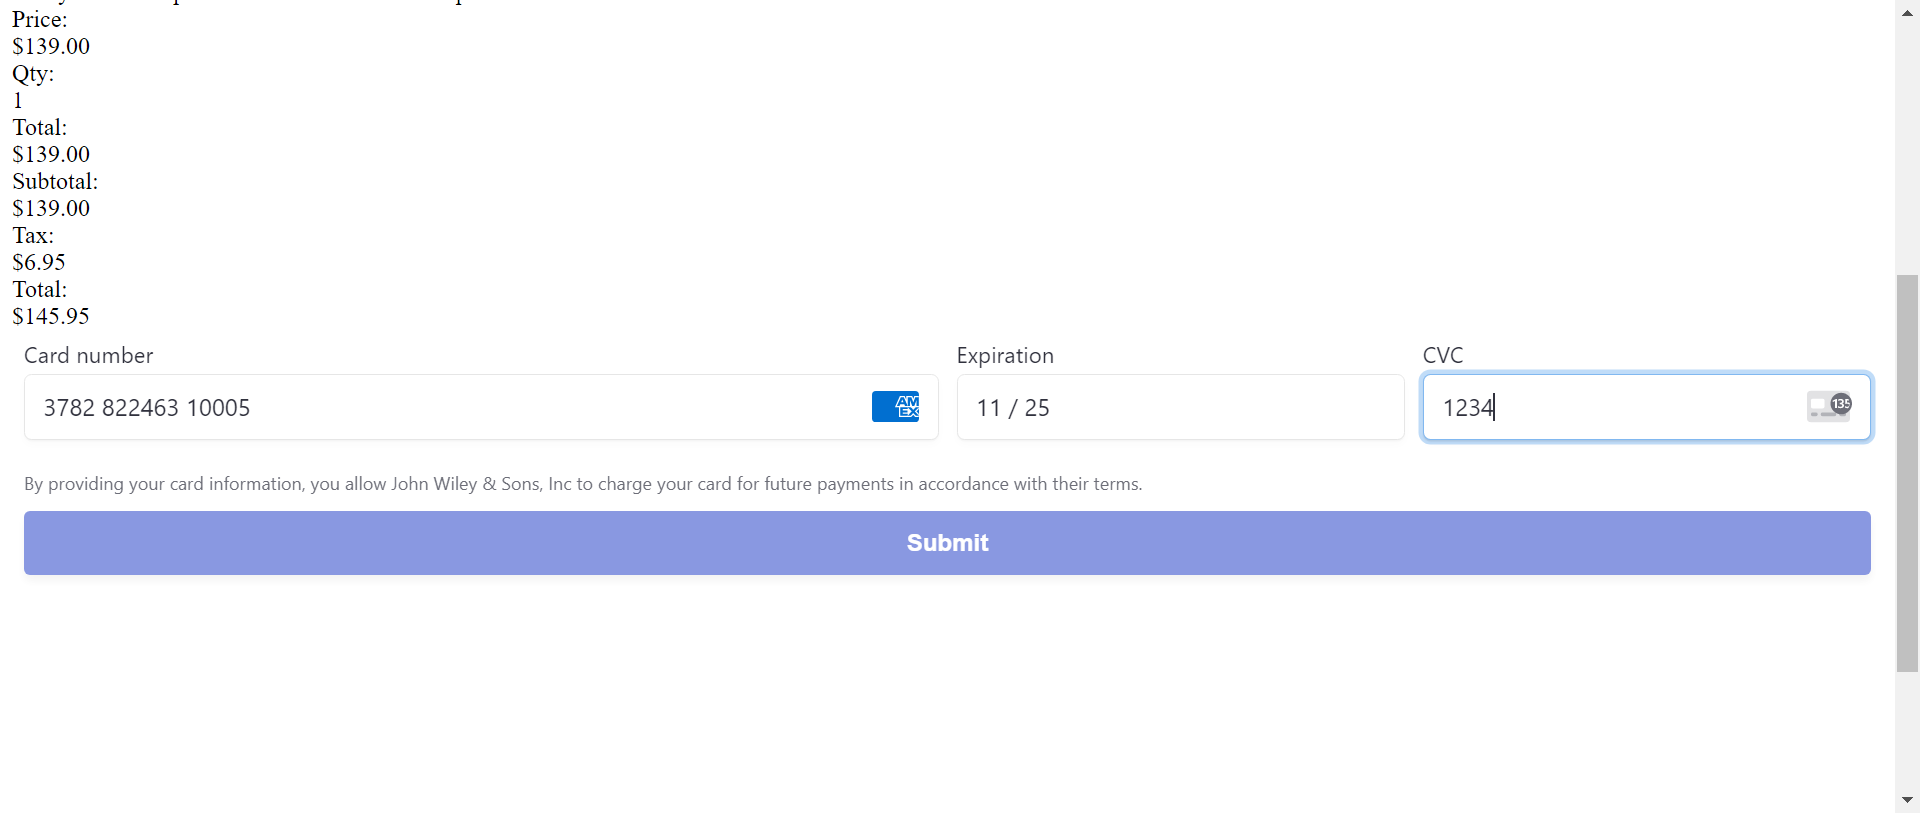 Price:
$139.00
Qty:
1
Total:
$139.00
Subtotal:
$139.00
Tax:
$6.95
Total:
$145.95
Card number Expiration CVC
3782 822463 10005 AM EX 11 / 25 1234 135
By providing your card information, you allow John Wiley & Sons, Inc to charge your card for future payments in accordance with their terms.
Submit